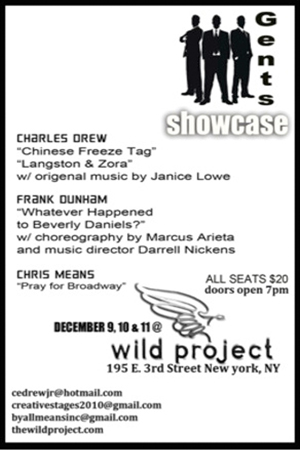 Gents
showcase
CHARLES DREW
“Chinese Freeze Tag”
“Langston & Zora”
w/ origenal music by Janice Lowe
FRANK DUNHAM
“Whatever Happened
to Beverly Daniels?”
w/ choreography by Marcus Arieta
and music director Darrell Nickens
CHRIS MEANS
“Pray for Broadway”
ALL SEATS $20
doors open 7pm
DECEMBER 9, 10 & 11 @
wild project
195 E. 3rd Street New york, NY
cedrewjr@hotmail.com
creativestages2010@gmail.com
byallmeansinc@gmail.com
thewildproject.com